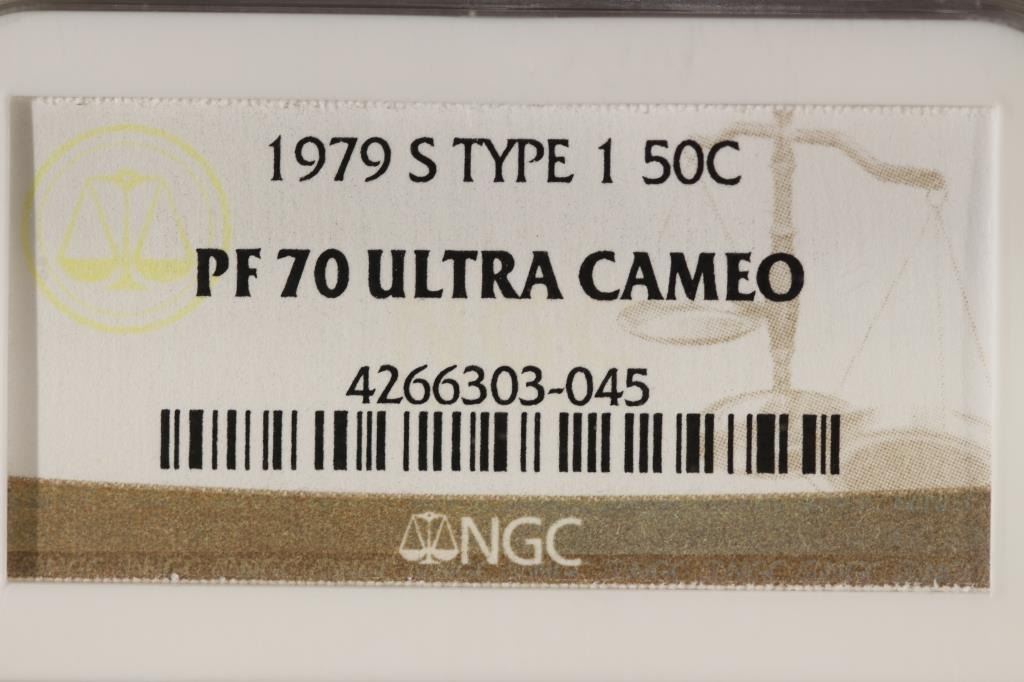 1979 S TYPE 1 50C
PF 70 ULTRA CAMEO
4266303-045
NGC